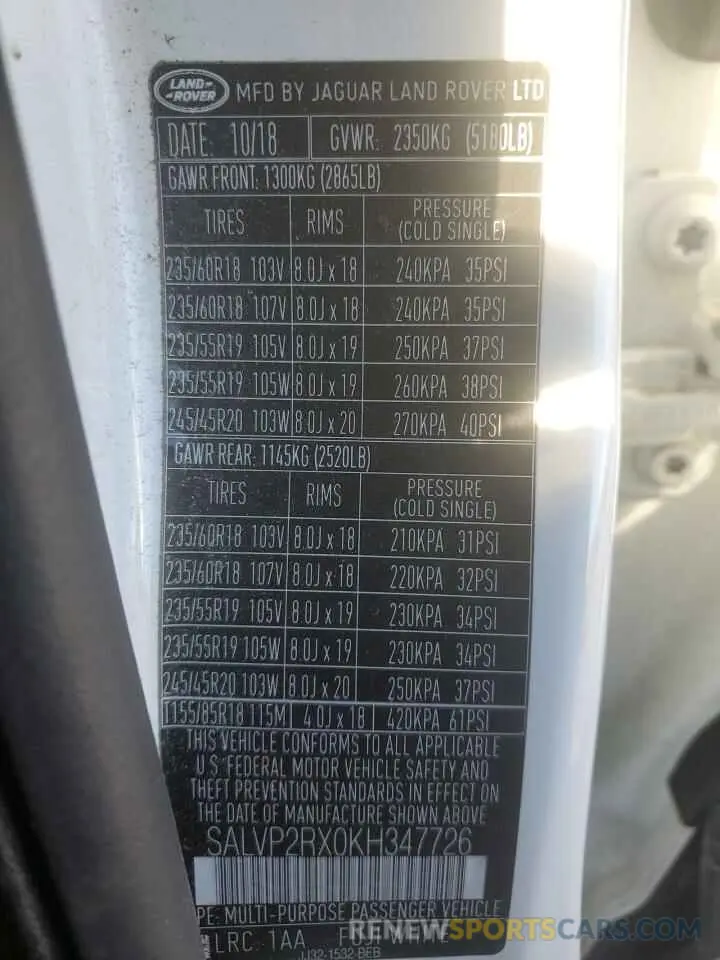 LAND-
-ROVER
MFD BY JAGUAR LAND ROVER LTD
DATE: 10/18 GVWR: 2350KG (5180LB)
GAWR FRONT: 1300KG (2865LB)
TIRES RIMS PRESSURE
(COLD SINGLE)
235/60R18 103V 8.0J x 18 240KPA 35PSI
235/60R18 107V 8.0J x 18 240KPA 35PSI
235/55R19 105V 8.0J x 19 250KPA 37PSI
235/55R19 105W 8.0J x 19 260KPA 38PSI
245/45R20 103W 8.0J x 20 270KPA 40PSI
GAWR REAR: 1145KG (2520LB)
TIRES RIMS PRESSURE
(COLD SINGLE)
235/60R18 103V 8.0J x 18 210KPA 31PSI
235/60R18 107V 8.0J x 18 220KPA 32PSI
235/55R19 105V 8.0J x 19 230KPA 34PSI
235/55R19 105W 8.0J x 19 230KPA 34PSI
245/45R20 103W 8.0J x 20 250KPA 37PSI
T155/85R18 115M 4.0J x 18 420KPA 61PSI
THIS VEHICLE CONFORMS TO ALL APPLICABLE
U S FEDERAL MOTOR VEHICLE SAFETY AND
THEFT PREVENTION STANDARDS IN EFFECT ON
THE DATE OF MANUFACTURE SHOWN ABOVE
SALVP2RX0KH347726
PE: MULTI-PURPOSE PASSENGER VEHICLE
LRC 1AA FUJI WHITE
JJ32-1532-BEB
REPOSPORTSCARS.COM